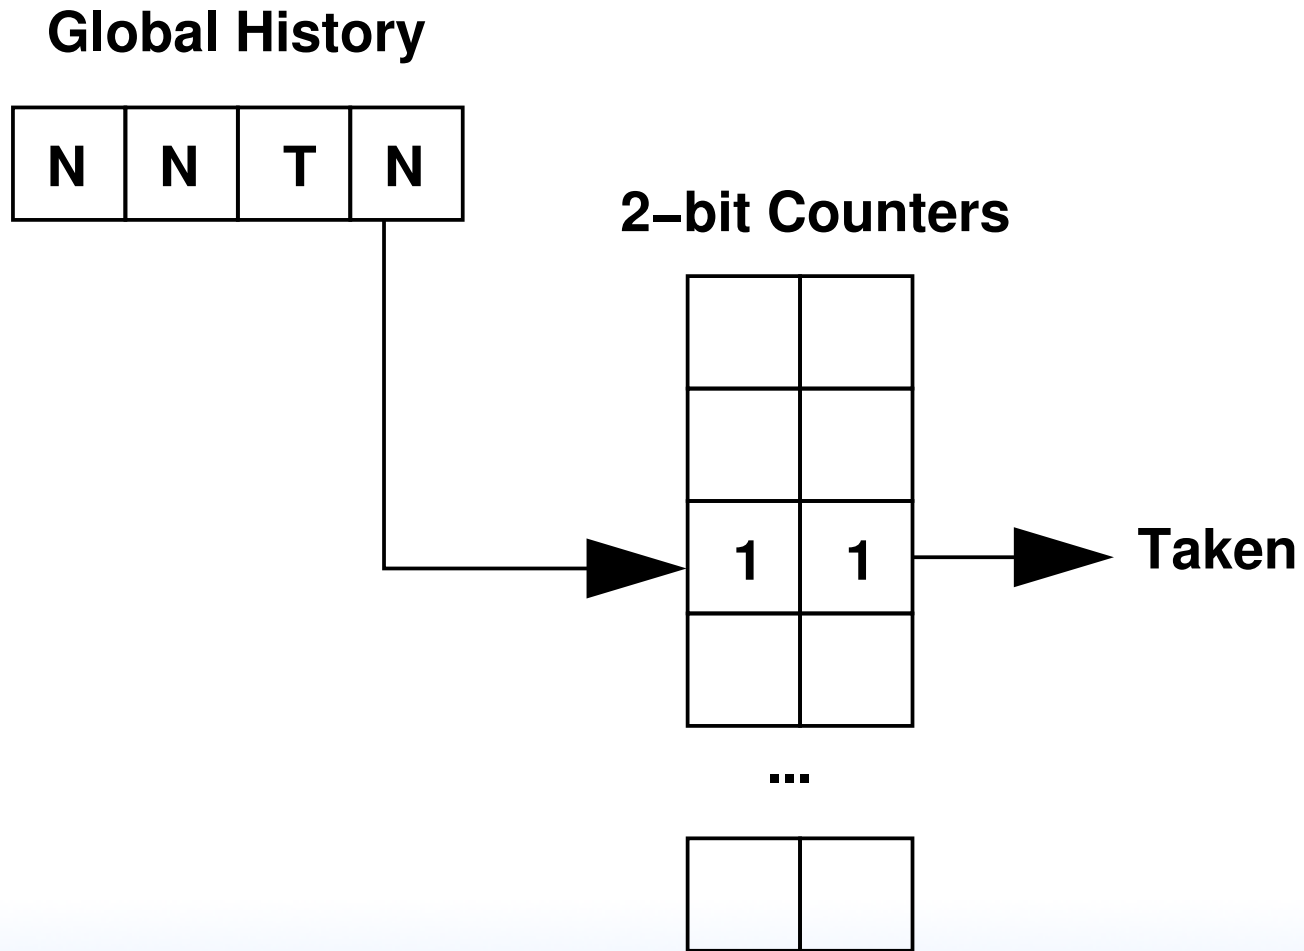 Global History
N N T N
2–bit Counters
1 1
Taken
...